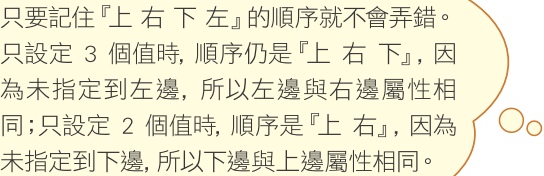 只要記住『上 右 下 左』的順序就不會弄錯。
只設定 3 個值時，順序仍是『上 右 下』，因
為未指定到左邊，所以左邊與右邊屬性相
同；只設定 2 個值時，順序是『上 右』，因為
未指定到下邊，所以下邊與上邊屬性相同。